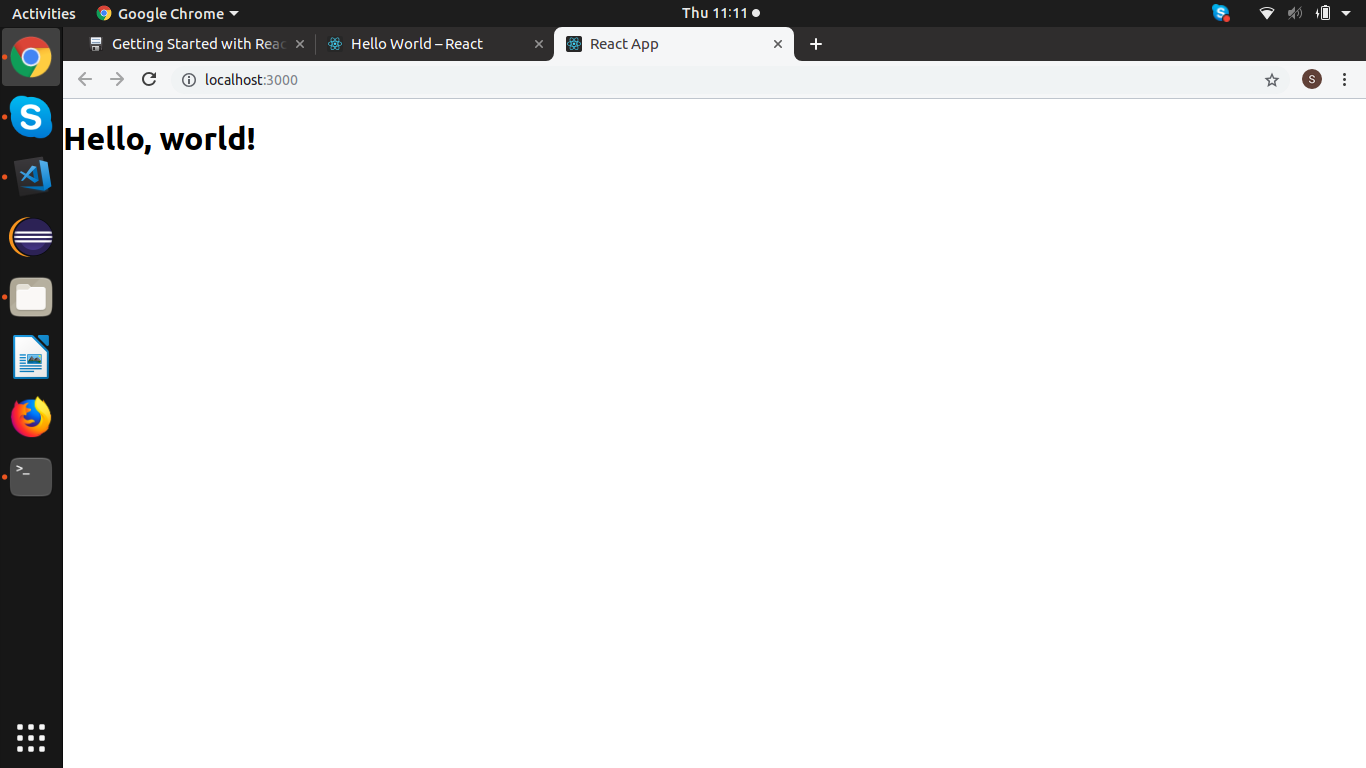 Activities
Google Chrome
Thu 11:11
Getting Started with Reac
Hello World – React
React App
localhost:3000
S
Hello, world!
S
>_